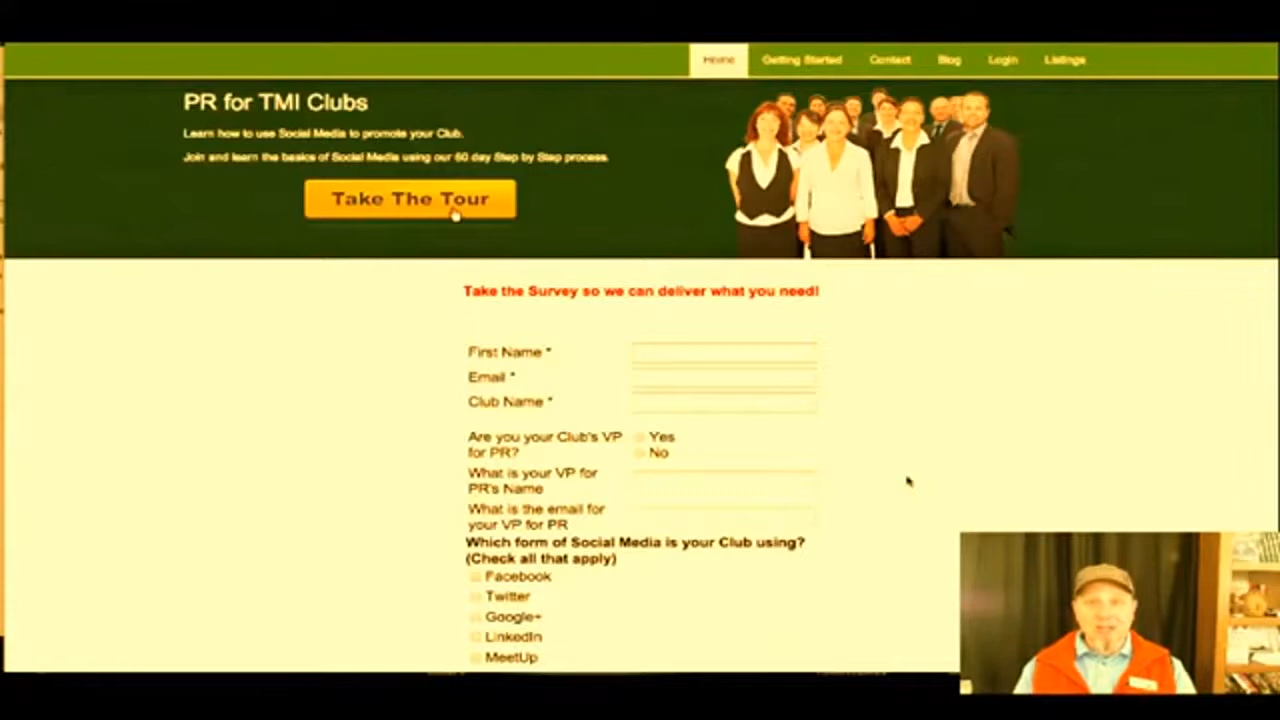 Home Getting Started Contact Blog Login Listings
PR for TMI Clubs
Learn how to use Social Media to promote your Club.
Join and learn the basics of Social Media using our 60 day Step by Step process.
Take The Tour
Take the Survey so we can deliver what you need!
First Name *
Email *
Club Name *
Are you your Club's VP
for PR?
Yes
No
What is your VP for
PR's Name
What is the email for
your VP for PR
Which form of Social Media is your Club using?
(Check all that apply)
Facebook
Twitter
Google+
LinkedIn
MeetUp